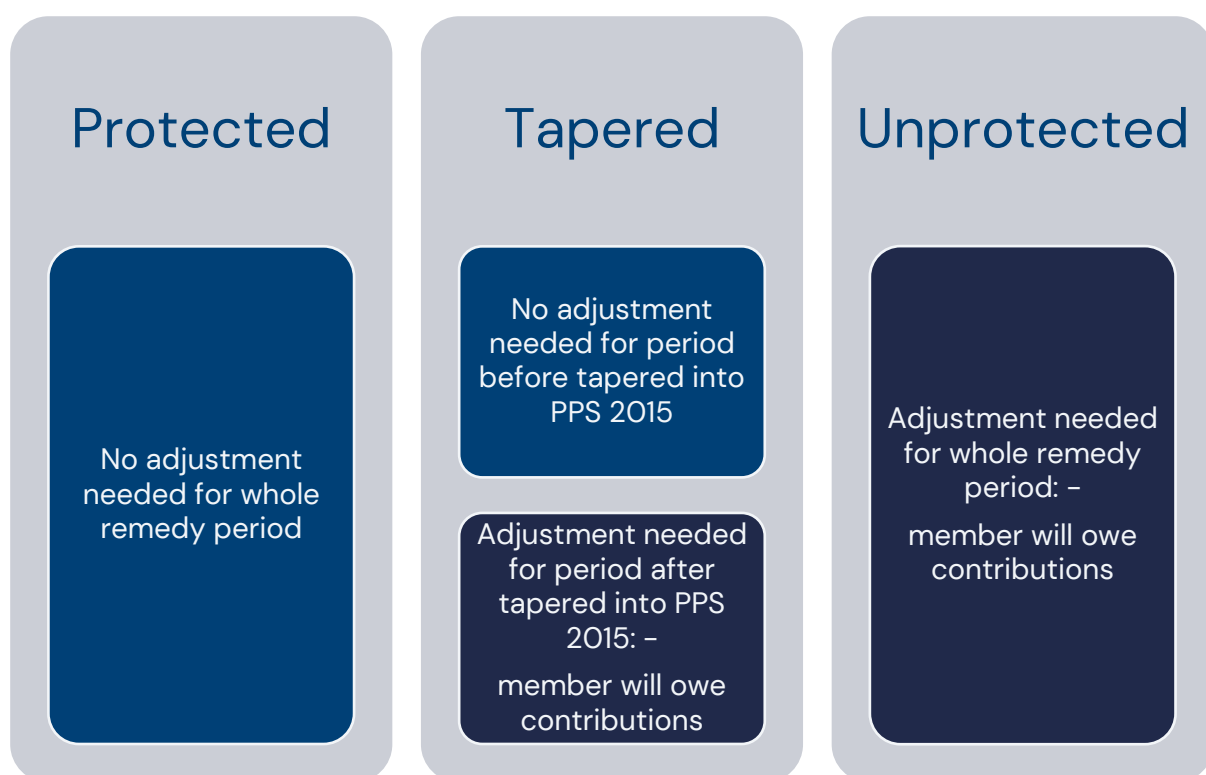 Protected
No adjustment
needed for whole
remedy period
Tapered
No adjustment
needed for period
before tapered into
PPS 2015
Adjustment needed
for period after
tapered into PPS
2015: -
member will owe
contributions
Unprotected
Adjustment needed
for whole remedy
period: -
member will owe
contributions